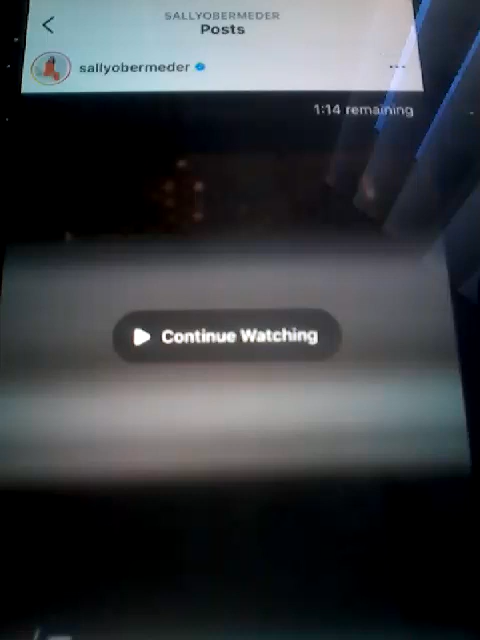 SALLYOBERMEDER
Posts
sallyobermeder
1:14 remaining
Continue Watching